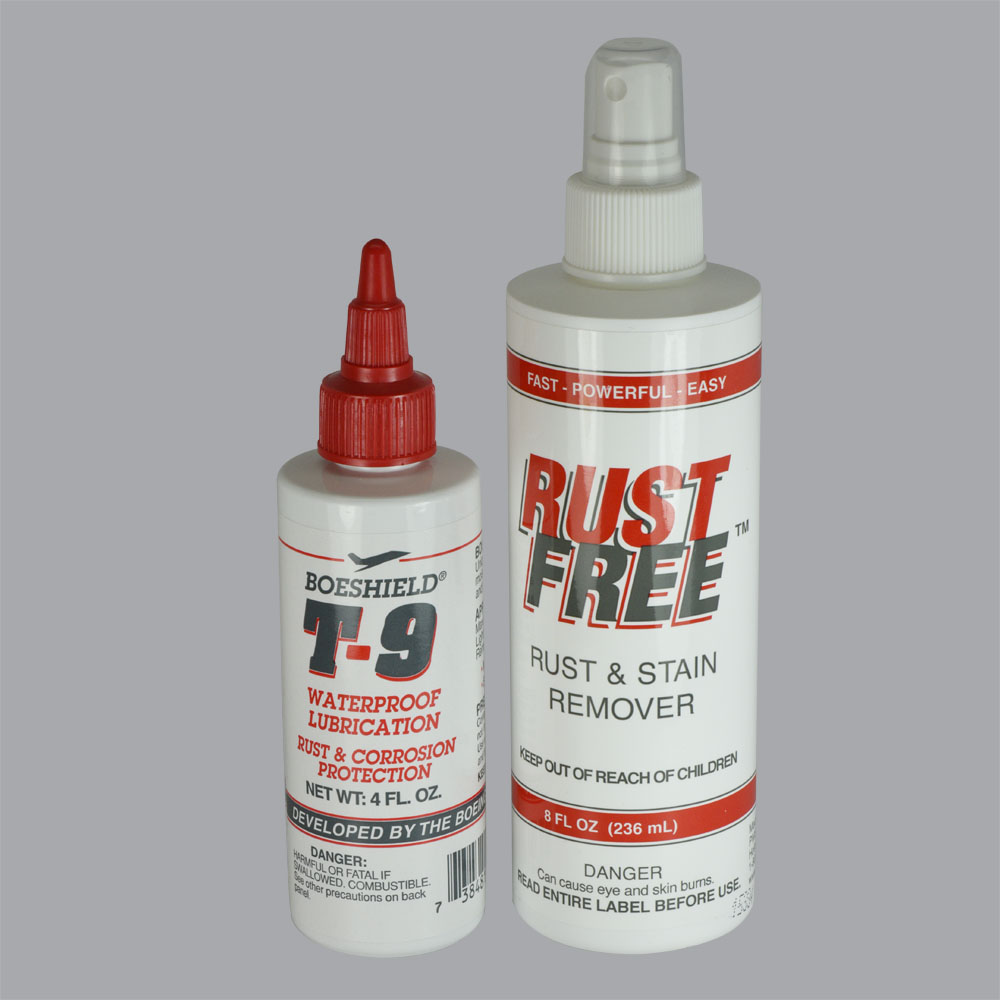 BOESHIELD®
T-9
WATERPROOF
LUBRICATION
RUST & CORROSION
PROTECTION
NET WT: 4 FL. OZ.
DEVELOPED BY THE
DANGER:
HARMFUL OR FATAL IF
SWALLOWED. COMBUSTIBLE.
See other precautions on back
panel.
7
FAST - POWERFUL - EASY
RUST
FREE™
RUST & STAIN
REMOVER
KEEP OUT OF REACH OF CHILDREN
8 FL OZ (236 mL)
DANGER
Can cause eye and skin burns.
READ ENTIRE LABEL BEFORE USE.